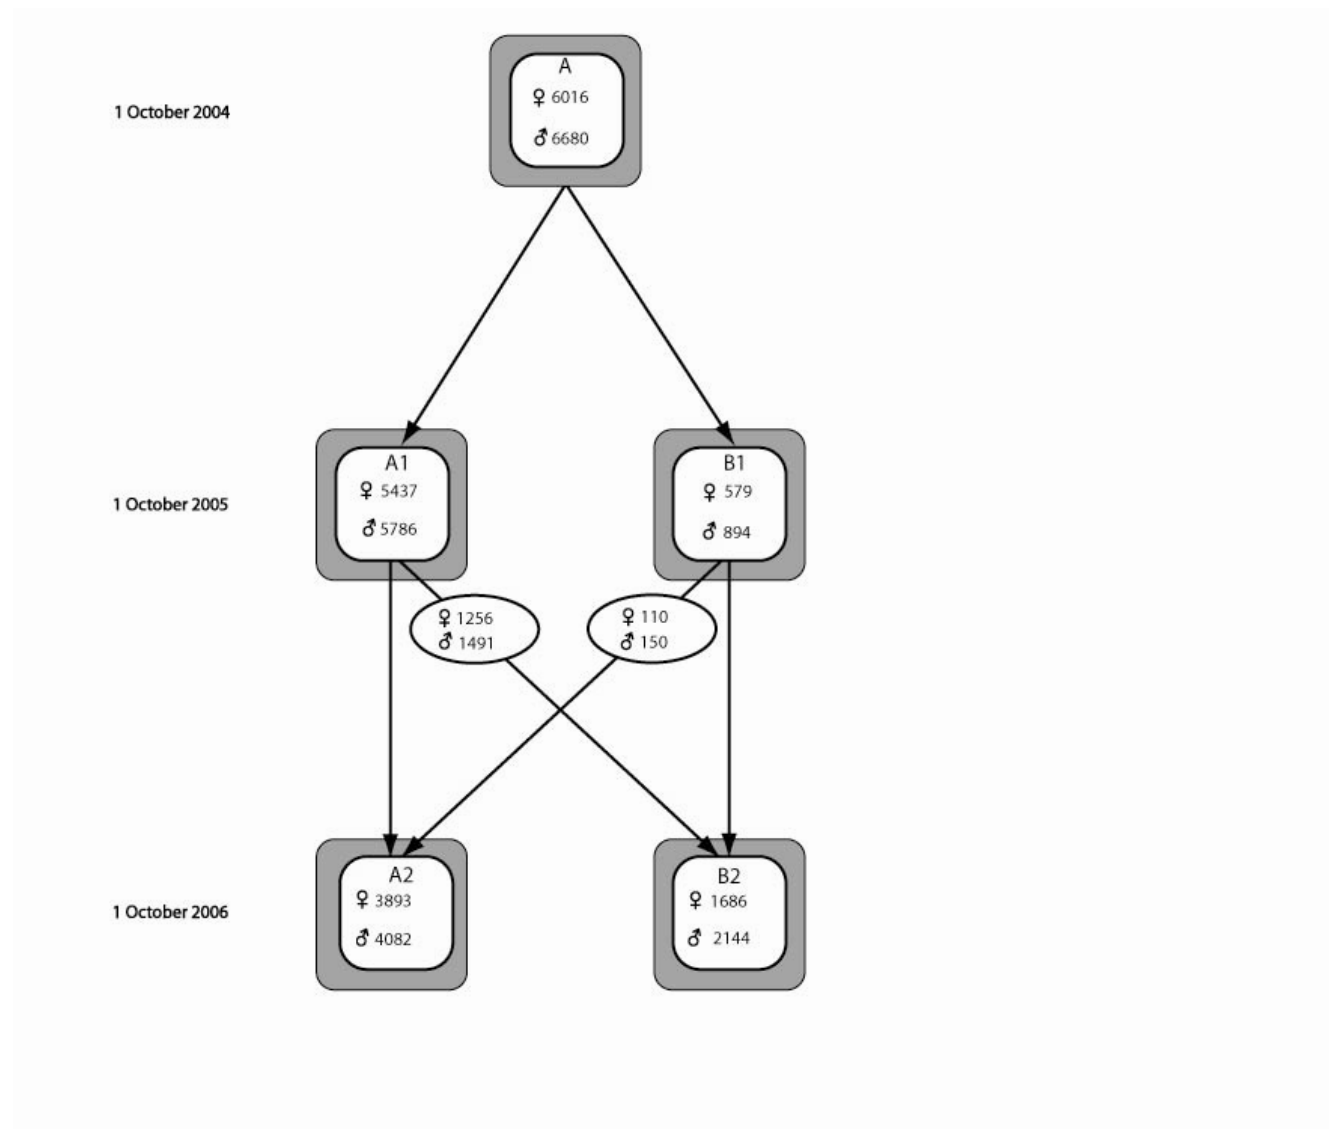 A
♀ 6016
1 October 2004
♂ 6680
A1
B1
♀ 5437
♀ 579
1 October 2005
♂ 5786
♂ 894
♀ 1256
♂ 1491
♀ 110
♂ 150
A2
B2
♀ 3893
♀ 1686
1 October 2006
♂ 4082
♂ 2144